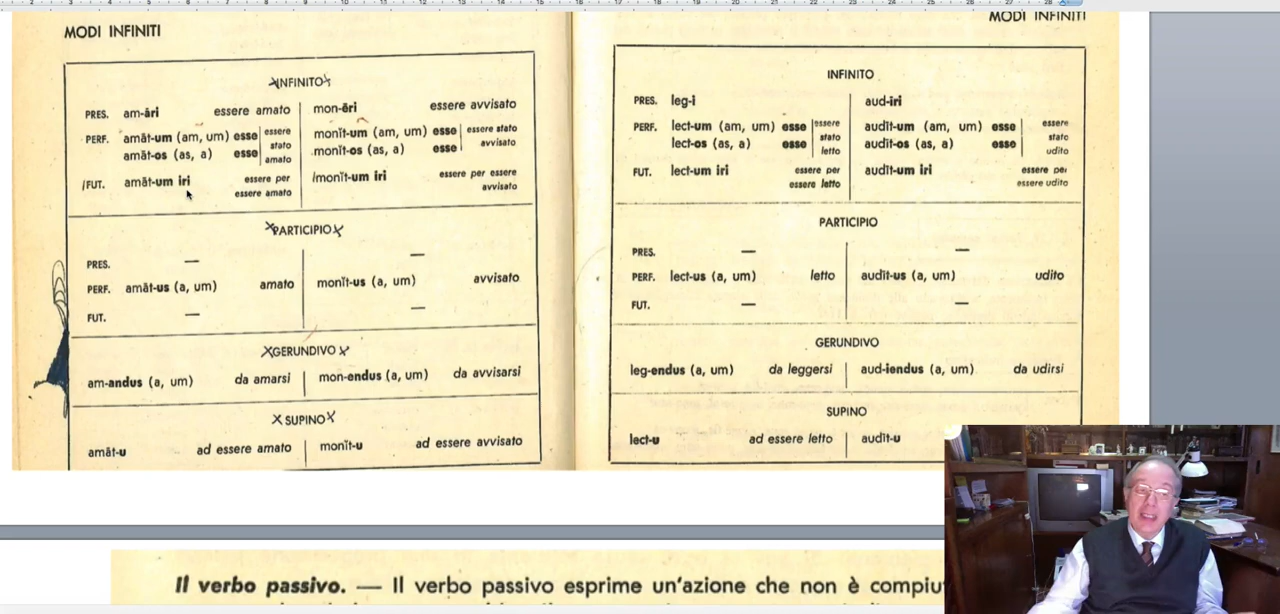 MODI INFINITI
INFINITO
PRES. am-āri essere amato mon-ēri essere avvisato
PERF. amāt-um (am, um) esse essere monĭt-um (am, um) esse essere stato
stato
amāt-os (as, a) esse amato monĭt-os (as, a) esse avvisato
FUT. amāt-um iri essere per monĭt-um iri essere per essere
essere amato avvisato
PARTICIPIO
PRES. — —
PERF. amāt-us (a, um) amato monĭt-us (a, um) avvisato
FUT. — —
GERUNDIVO
am-andus (a, um) da amarsi mon-endus (a, um) da avvisarsi
SUPINO
amāt-u ad essere amato monĭt-u ad essere avvisato
MODI INFINITI
INFINITO
PRES. leg-i aud-īri
PERF. lect-um (am, um) esse essere audīt-um (am, um) esse essere
stato stato
lect-os (as, a) esse letto audīt-os (as, a) esse udito
FUT. lect-um iri essere per audīt-um iri essere per
essere letto essere udito
PARTICIPIO
PRES. — —
PERF. lect-us (a, um) letto audīt-us (a, um) udito
FUT. — —
GERUNDIVO
leg-endus (a, um) da leggersi aud-iendus (a, um) da udirsi
SUPINO
lect-u ad essere letto audīt-u
Il verbo passivo. — Il verbo passivo esprime un'azione che non è compiu